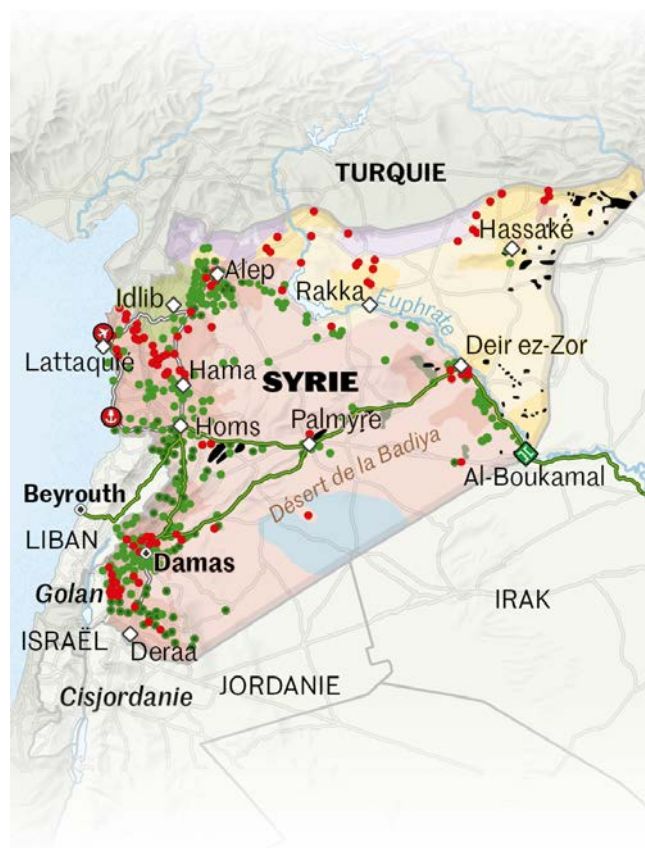 TURQUIE
Hassaké
Alep
Idlib
Rakka
Euphrate
Lattaquié
Deir ez-Zor
Hama
SYRIE
Homs
Palmyre
Désert de la Badiya
Al-Boukamal
Beyrouth
LIBAN
Damas
Golan
IRAK
ISRAËL
Deraa
Cisjordanie
JORDANIE